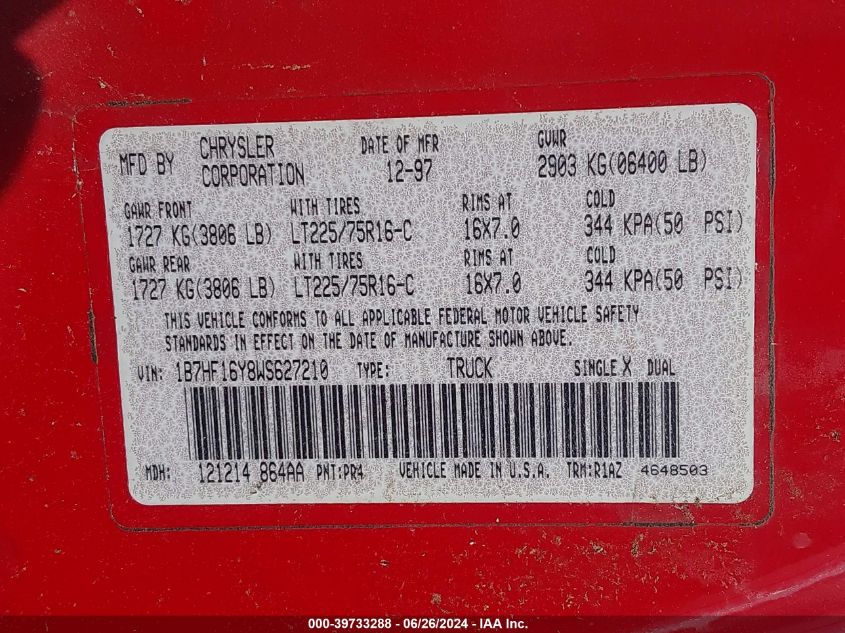 MFD BY CHRYSLER CORPORATION DATE OF MFR 12-97 GVWR 2903 KG(06400 LB)
GAWR FRONT WITH TIRES RIMS AT COLD
1727 KG(3806 LB) LT225/75R16-C 16X7.0 344 KPA(50 PSI)
GAWR REAR WITH TIRES RIMS AT COLD
1727 KG(3806 LB) LT225/75R16-C 16X7.0 344 KPA(50 PSI)
THIS VEHICLE CONFORMS TO ALL APPLICABLE FEDERAL MOTOR VEHICLE SAFETY
STANDARDS IN EFFECT ON THE DATE OF MANUFACTURE SHOWN ABOVE.
VIN: 1B7HF16Y8WS627210 TYPE: TRUCK SINGLE X DUAL
MDH: 121214 864AA PNT:PR4 VEHICLE MADE IN U.S.A. TRM:R1AZ 4648503
000-39733288 - 06/26/2024 - IAA Inc.